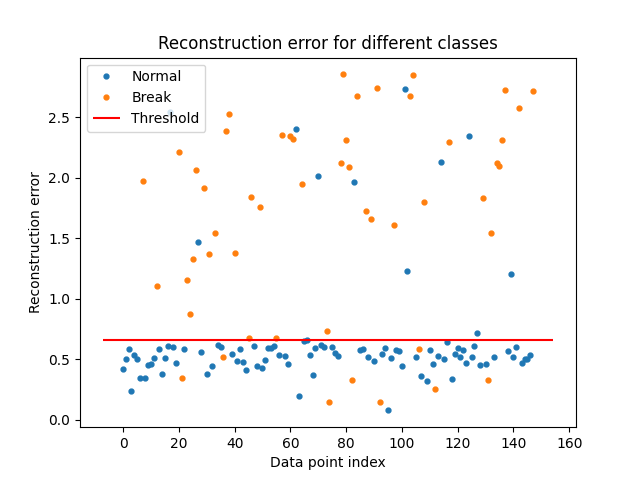 Reconstruction error for different classes
Normal
Break
Threshold
Reconstruction error
2.5
2.0
1.5
1.0
0.5
0.0
0 20 40 60 80 100 120 140 160
Data point index